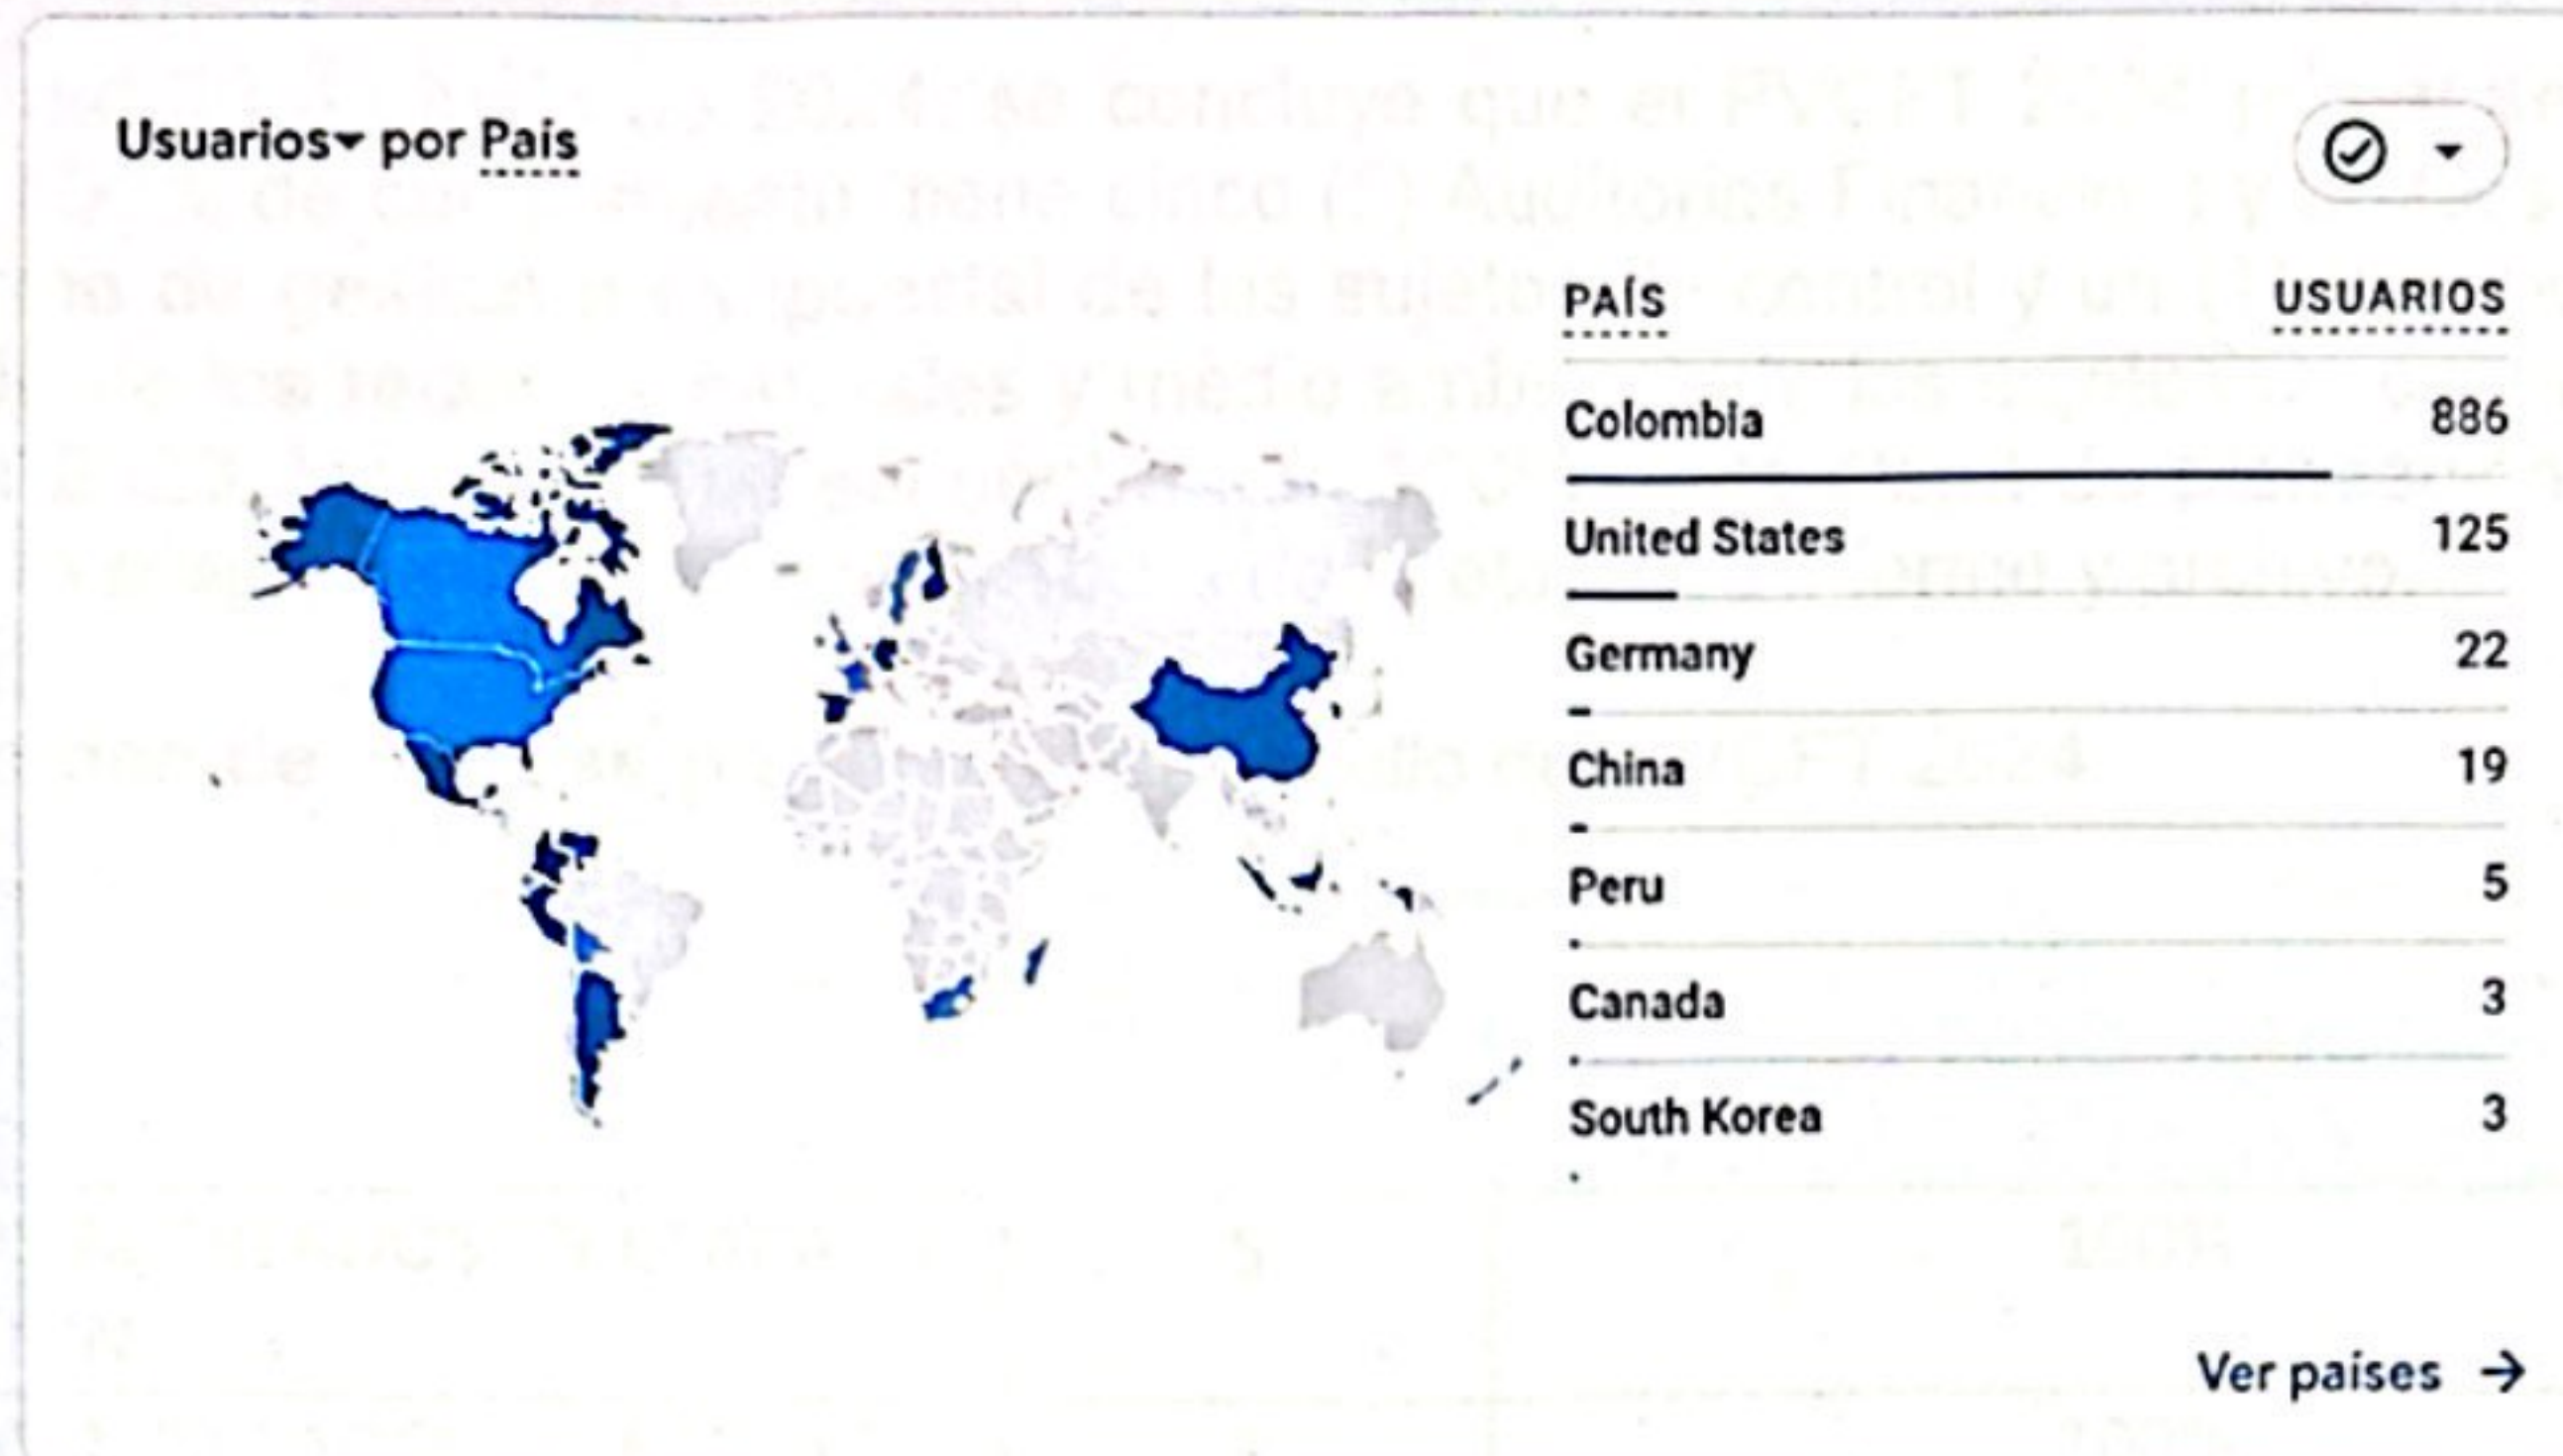 Usuarios por País
PAÍS USUARIOS
Colombia 886
United States 125
Germany 22
China 19
Peru 5
Canada 3
South Korea 3
Ver países →